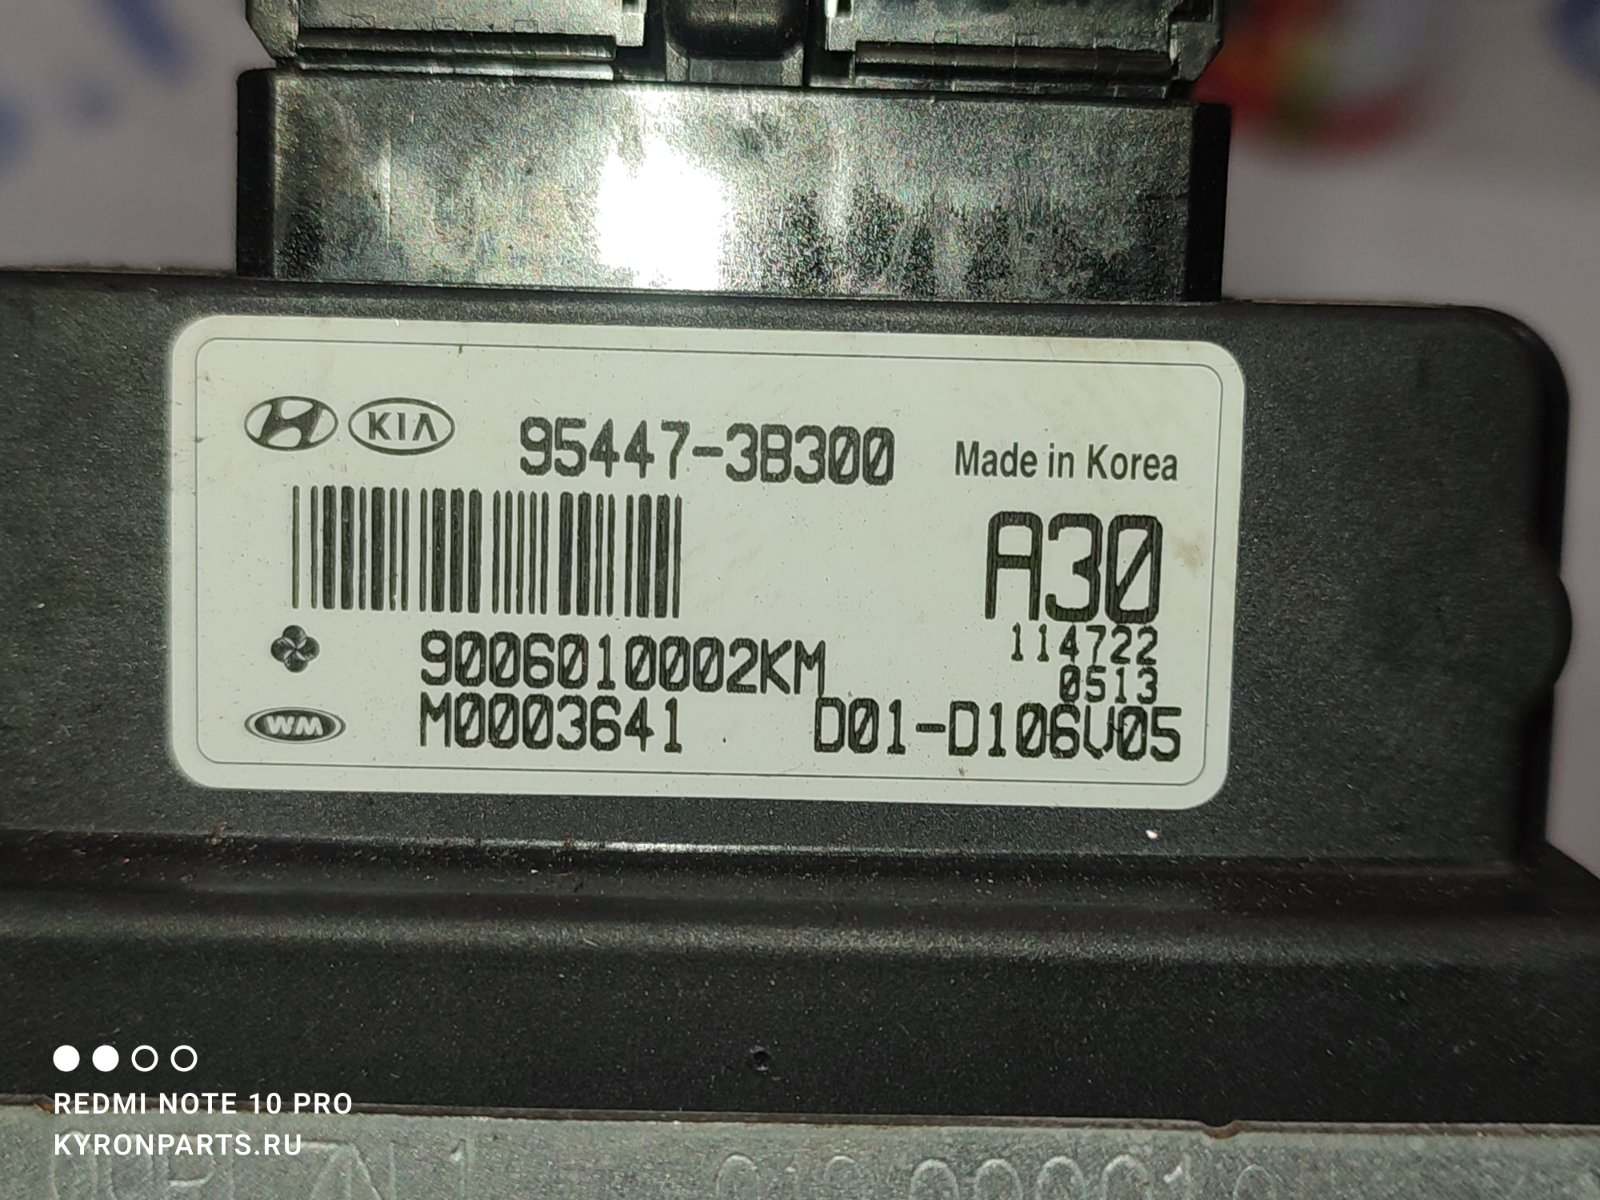 KIA
95447-3B300
Made in Korea
A30
114722
0513
9006010002KM
WM
M0003641
D01-D106V05
REDMI NOTE 10 PRO
KYRONPARTS.RU